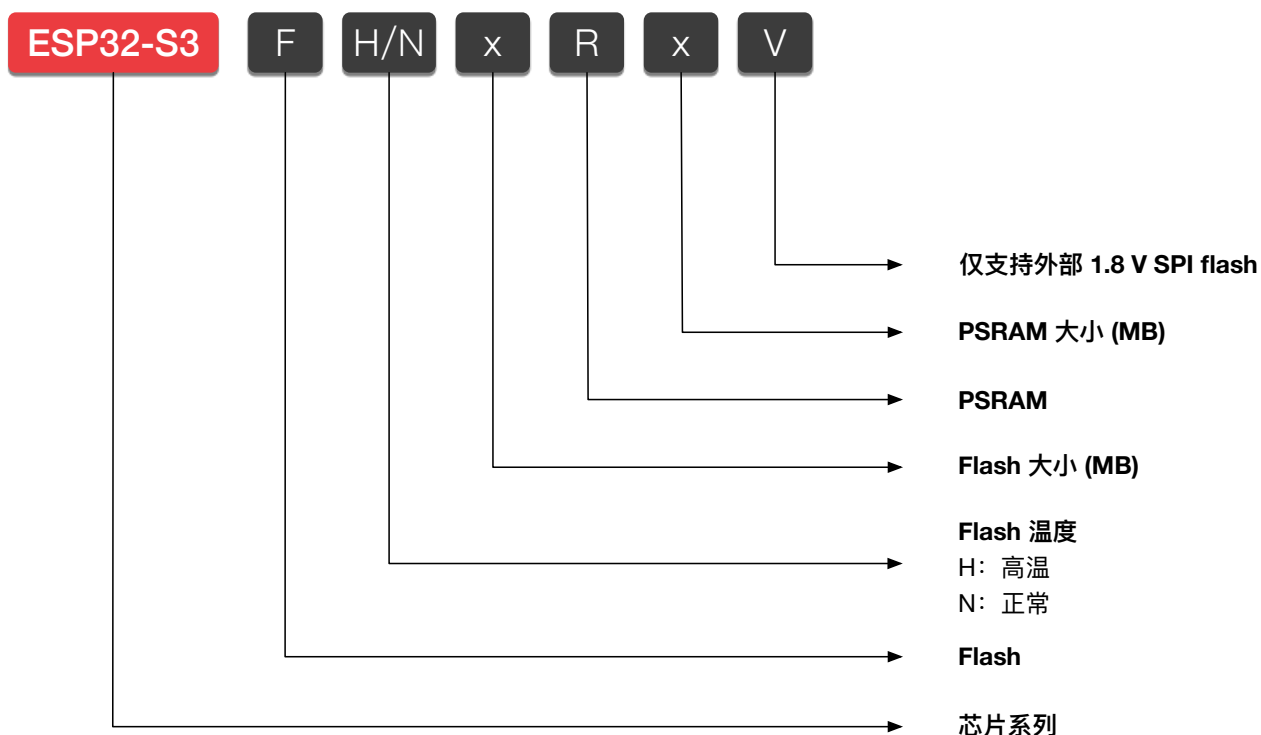 ESP32-S3 F H/N x R x V
仅支持外部 1.8 V SPI flash
PSRAM 大小 (MB)
PSRAM
Flash 大小 (MB)
Flash 温度
H：高温
N：正常
Flash
芯片系列